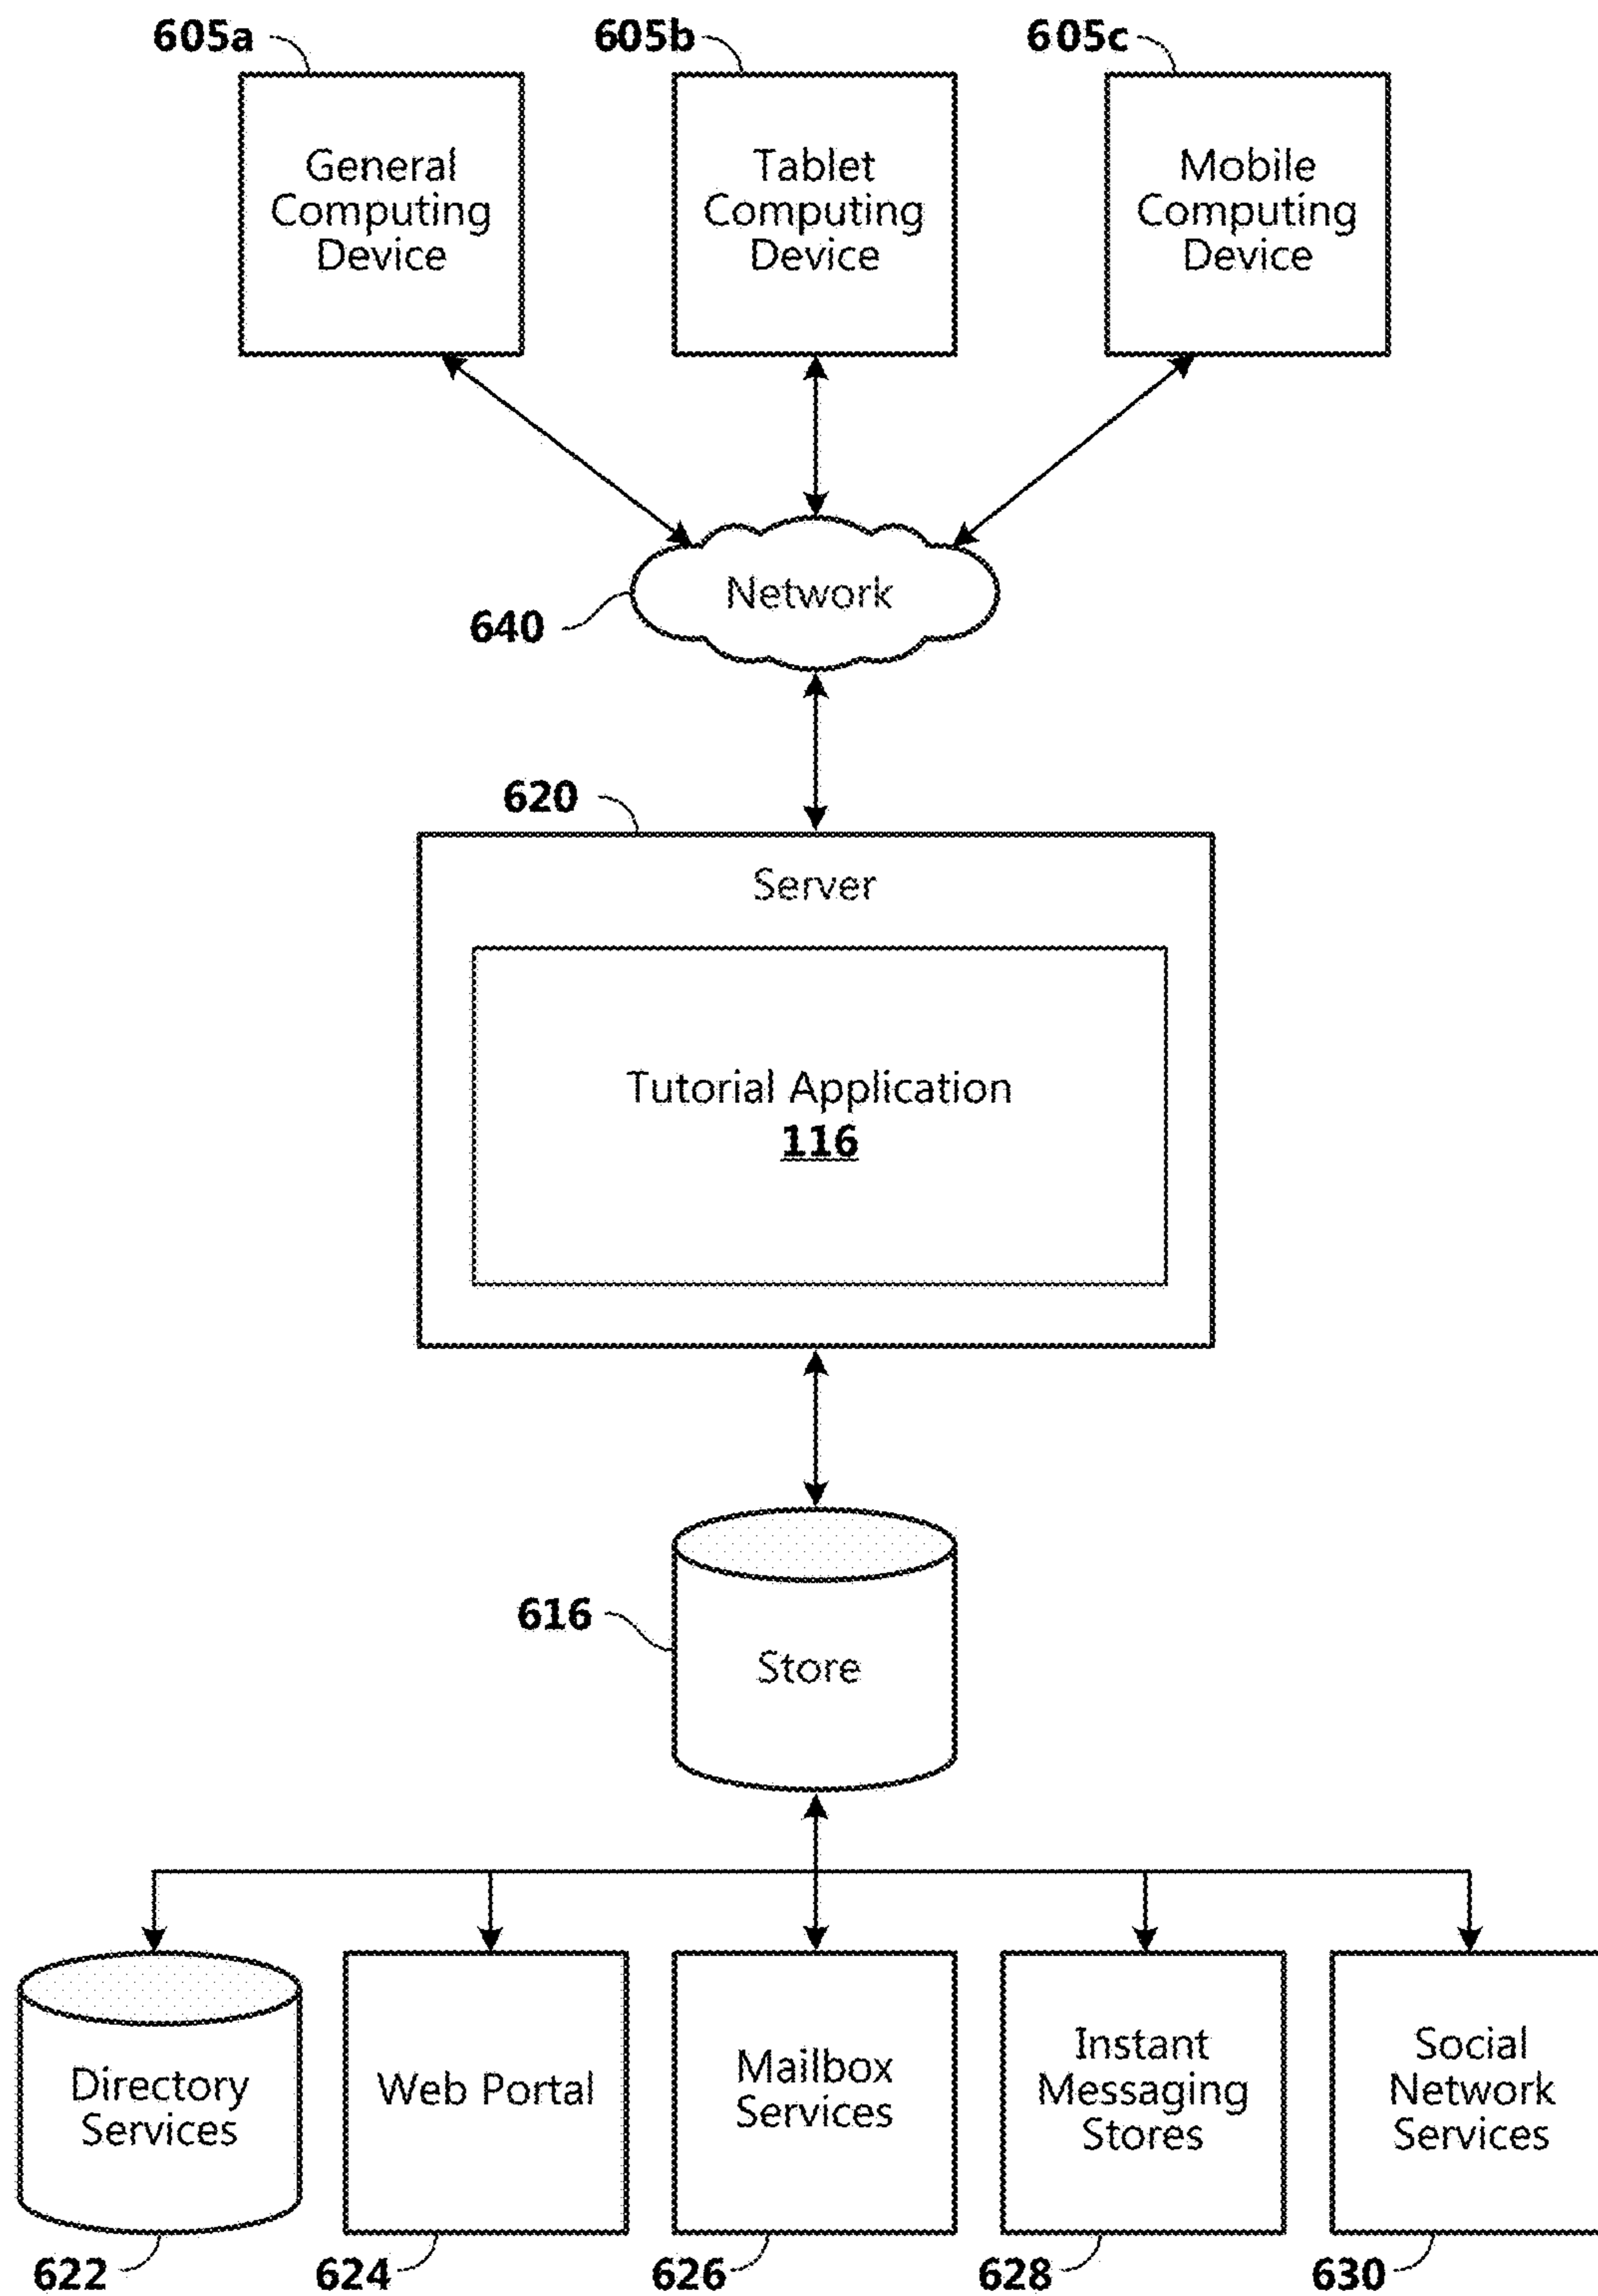 605a
605b
605c
General
Computing
Device
Tablet
Computing
Device
Mobile
Computing
Device
Network
640
620
Server
Tutorial Application
116
616
Store
Directory
Services
Web Portal
Mailbox
Services
Instant
Messaging
Stores
Social
Network
Services
622
624
626
628
630